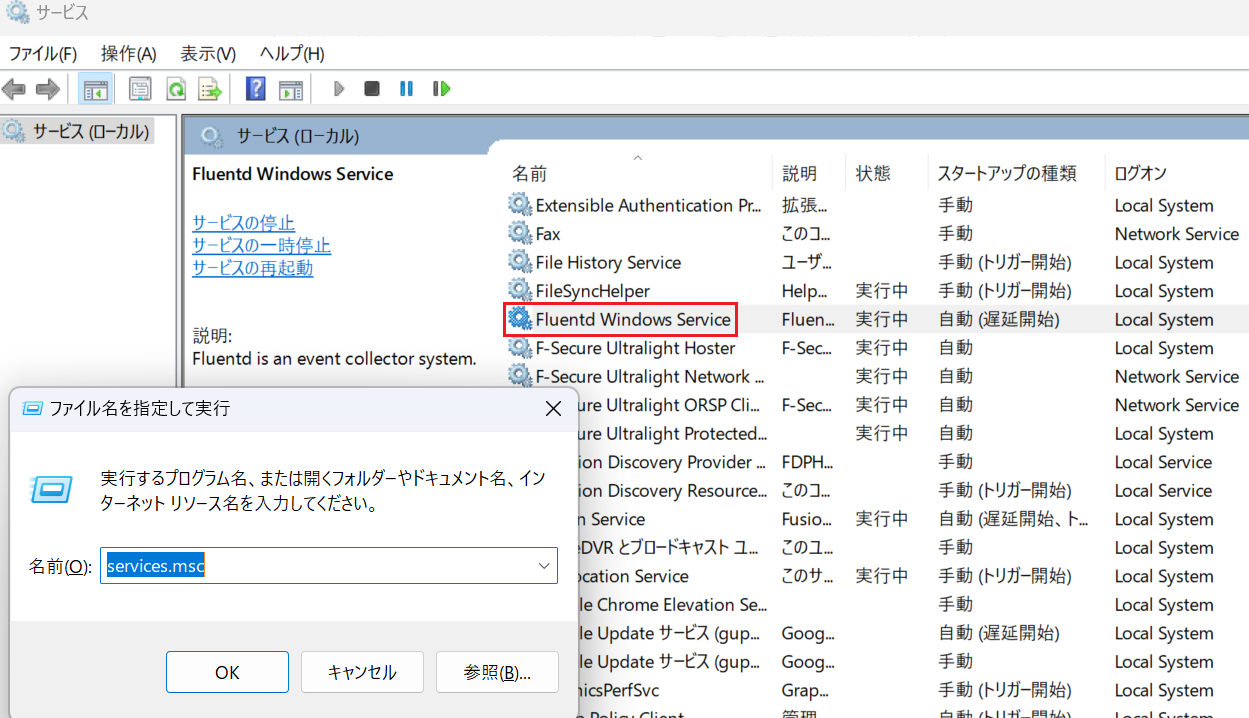 サービス
ファイル(F) 操作(A) 表示(V) ヘルプ(H)
サービス (ローカル)
サービス (ローカル)
Fluentd Windows Service
サービスの停止
サービスの一時停止
サービスの再起動
説明:
Fluentd is an event collector system.
名前 説明 状態 スタートアップの種類 ログオン
Extensible Authentication Pr... 拡張... 手動 Local System
Fax このコ... 手動 Network Service
File History Service ユーザ... 手動 (トリガー開始) Local System
FileSyncHelper Help... 実行中 手動 (トリガー開始) Local System
Fluentd Windows Service Fluen... 実行中 自動 (遅延開始) Local System
F-Secure Ultralight Hoster F-Sec... 実行中 自動 Local System
F-Secure Ultralight Network ... 実行中 自動 Network Service
ure Ultralight ORSP Cli... F-Sec... 実行中 自動 Network Service
ure Ultralight Protected... 実行中 自動 Local System
ion Discovery Provider ... FDPH... 手動 Local Service
ion Discovery Resource... このコ... 手動 (トリガー開始) Local Service
n Service Fusio... 実行中 自動 (遅延開始、ト... Local System
eDVR とブロードキャスト ユ... このユ... 手動 Local System
ocation Service このサ... 実行中 手動 (トリガー開始) Local System
le Chrome Elevation Se... 手動 Local System
le Update サービス (gup... Goog... 自動 (遅延開始) Local System
le Update サービス (gup... Goog... 手動 Local System
hicsPerfSvc Grap... 手動 (トリガー開始) Local System
Policy Client 管理 自動 (トリガー開始) Local System
ファイル名を指定して実行
実行するプログラム名、または開くフォルダーやドキュメント名、イン
ターネット リソース名を入力してください。
名前(O): services.msc
OK キャンセル 参照(B)...